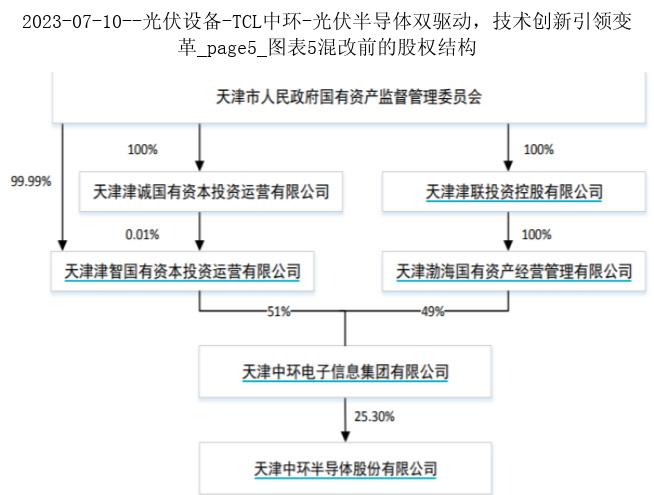 2023-07-10--光伏设备-TCL中环-光伏半导体双驱动，技术创新引领变
革_page5_图表5混改前的股权结构
天津市人民政府国有资产监督管理委员会
100%
100%
99.99%
天津津诚国有资本投资运营有限公司
天津津联投资控股有限公司
0.01%
100%
天津津智国有资本投资运营有限公司
天津渤海国有资产经营管理有限公司
51%
49%
天津中环电子信息集团有限公司
25.30%
天津中环半导体股份有限公司